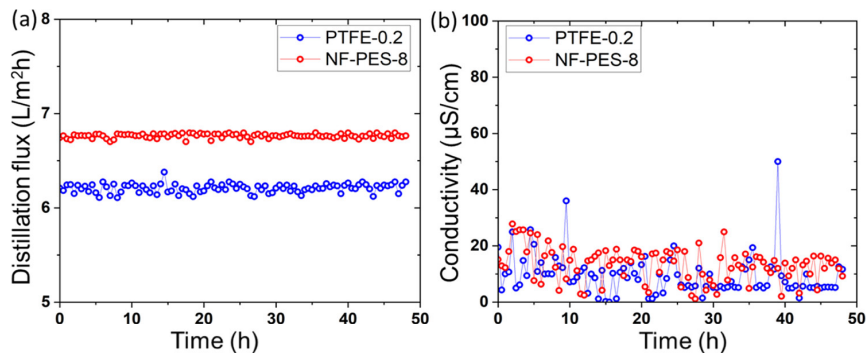 (a)
8
7
6
5
Distillation flux (L/m²h)
PTFE-0.2
NF-PES-8
0 10 20 30 40 50
Time (h)
(b)
100
80
60
40
20
0
Conductivity (µS/cm)
PTFE-0.2
NF-PES-8
0 10 20 30 40 50
Time (h)